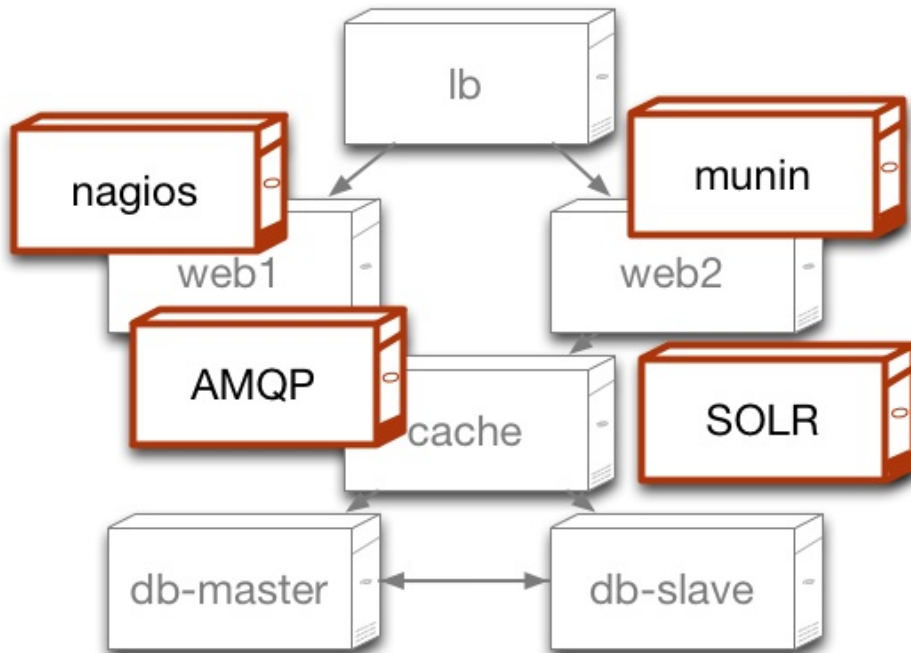 lb
nagios
munin
web1
web2
AMQP
SOLR
cache
db-master
db-slave